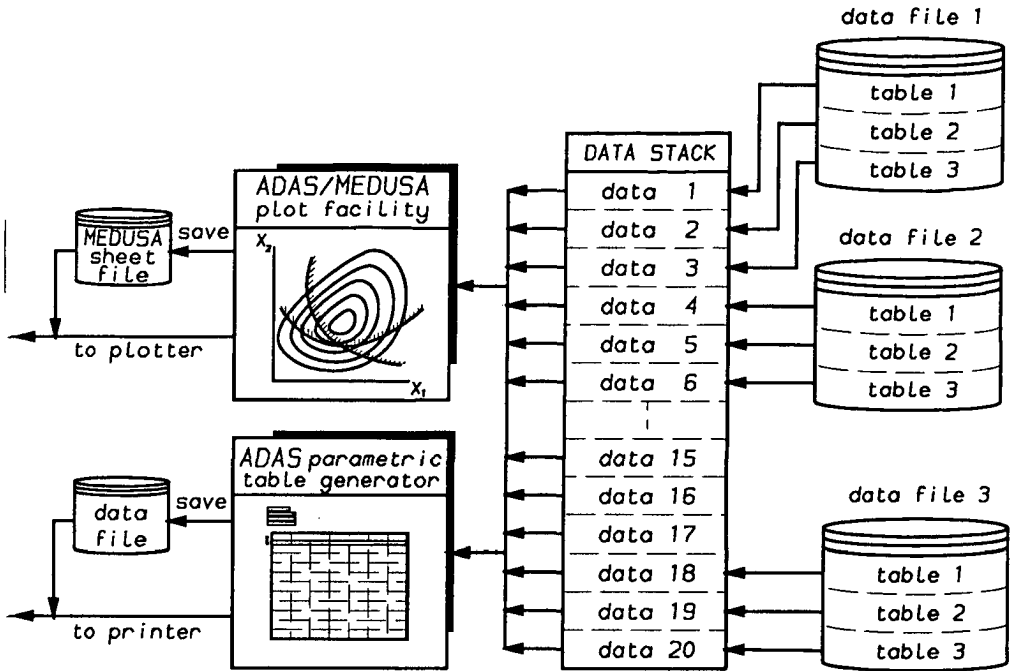 data file 1
table 1
table 2
table 3
DATA STACK
data 1
data 2
data 3
data 4
data 5
data 6
data 15
data 16
data 17
data 18
data 19
data 20
data file 2
table 1
table 2
table 3
data file 3
table 1
table 2
table 3
ADAS/MEDUSA
plot facility
X₂
X₁
save
MEDUSA
sheet
file
to plotter
ADAS parametric
table generator
save
data
file
to printer